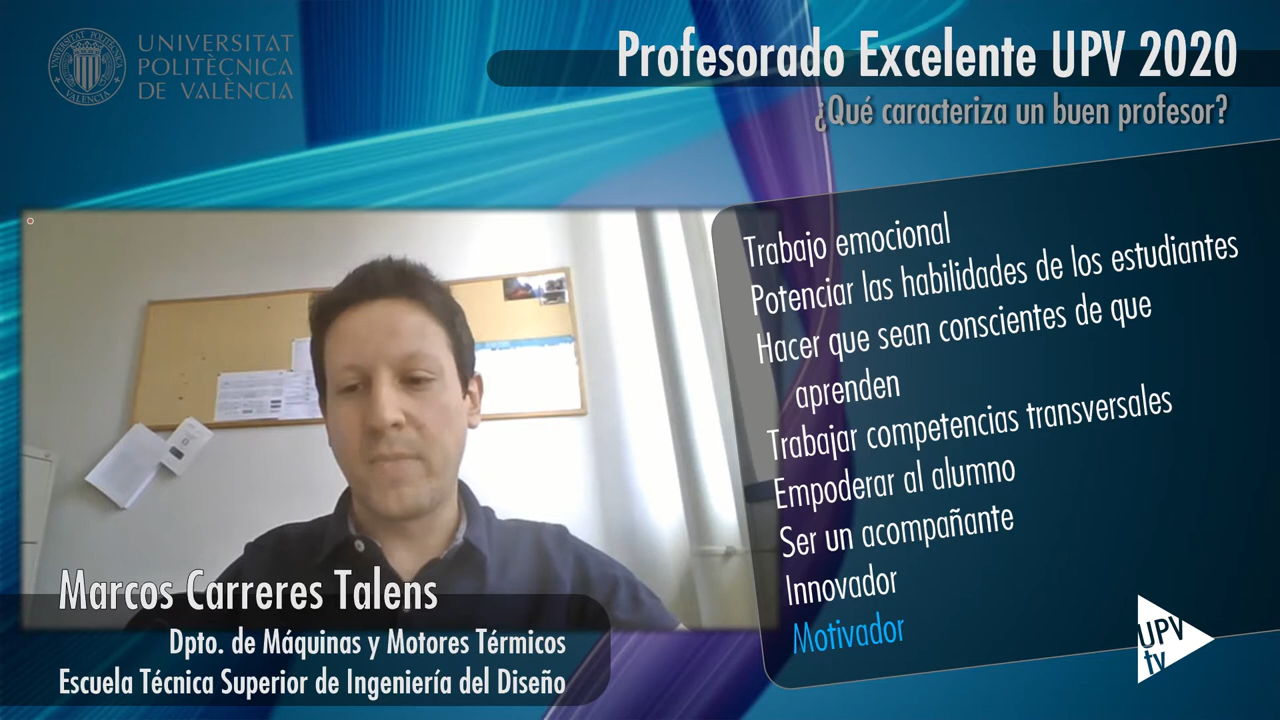 UNIVERSITAT
POLITÈCNICA
DE VALÈNCIA
Profesorado Excelente UPV 2020
¿Qué caracteriza un buen profesor?
Trabajo emocional
Potenciar las habilidades de los estudiantes
Hacer que sean conscientes de que
aprenden
Trabajar competencias transversales
Empoderar al alumno
Ser un acompañante
Innovador
Motivador
Marcos Carreres Talens
Dpto. de Máquinas y Motores Térmicos
Escuela Técnica Superior de Ingeniería del Diseño
UPV
tv